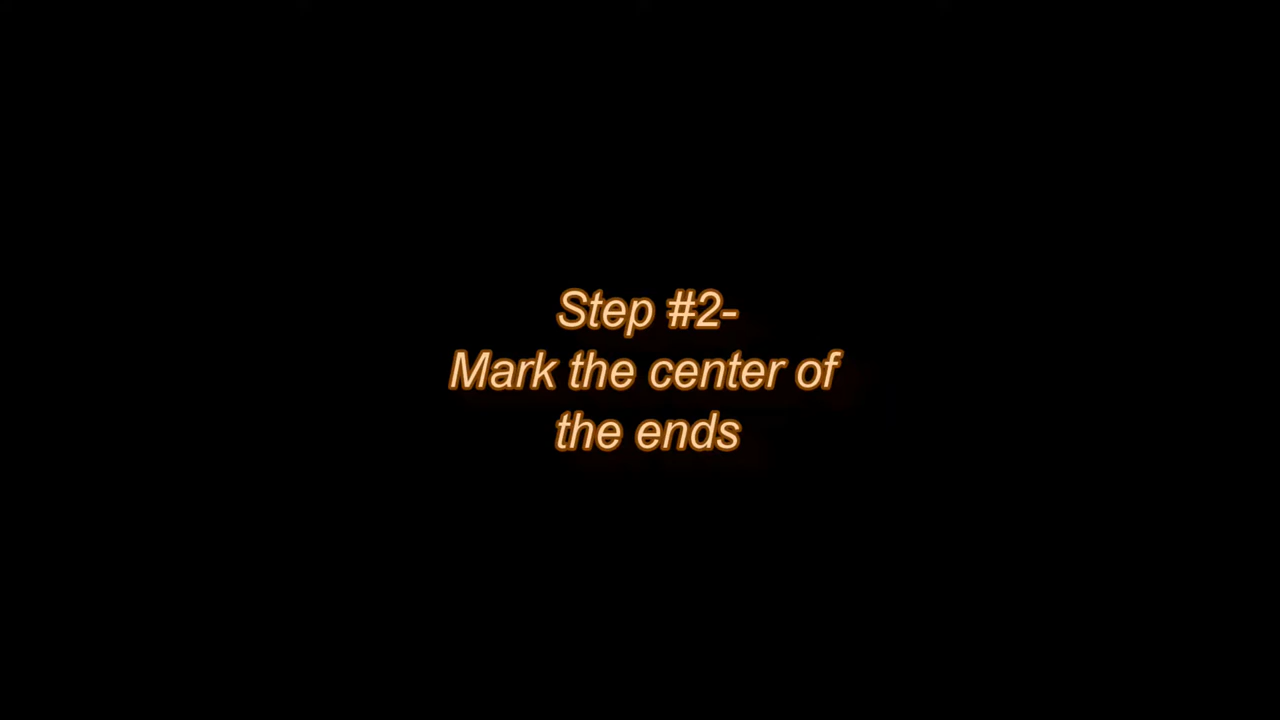 Step #2-
Mark the center of
the ends